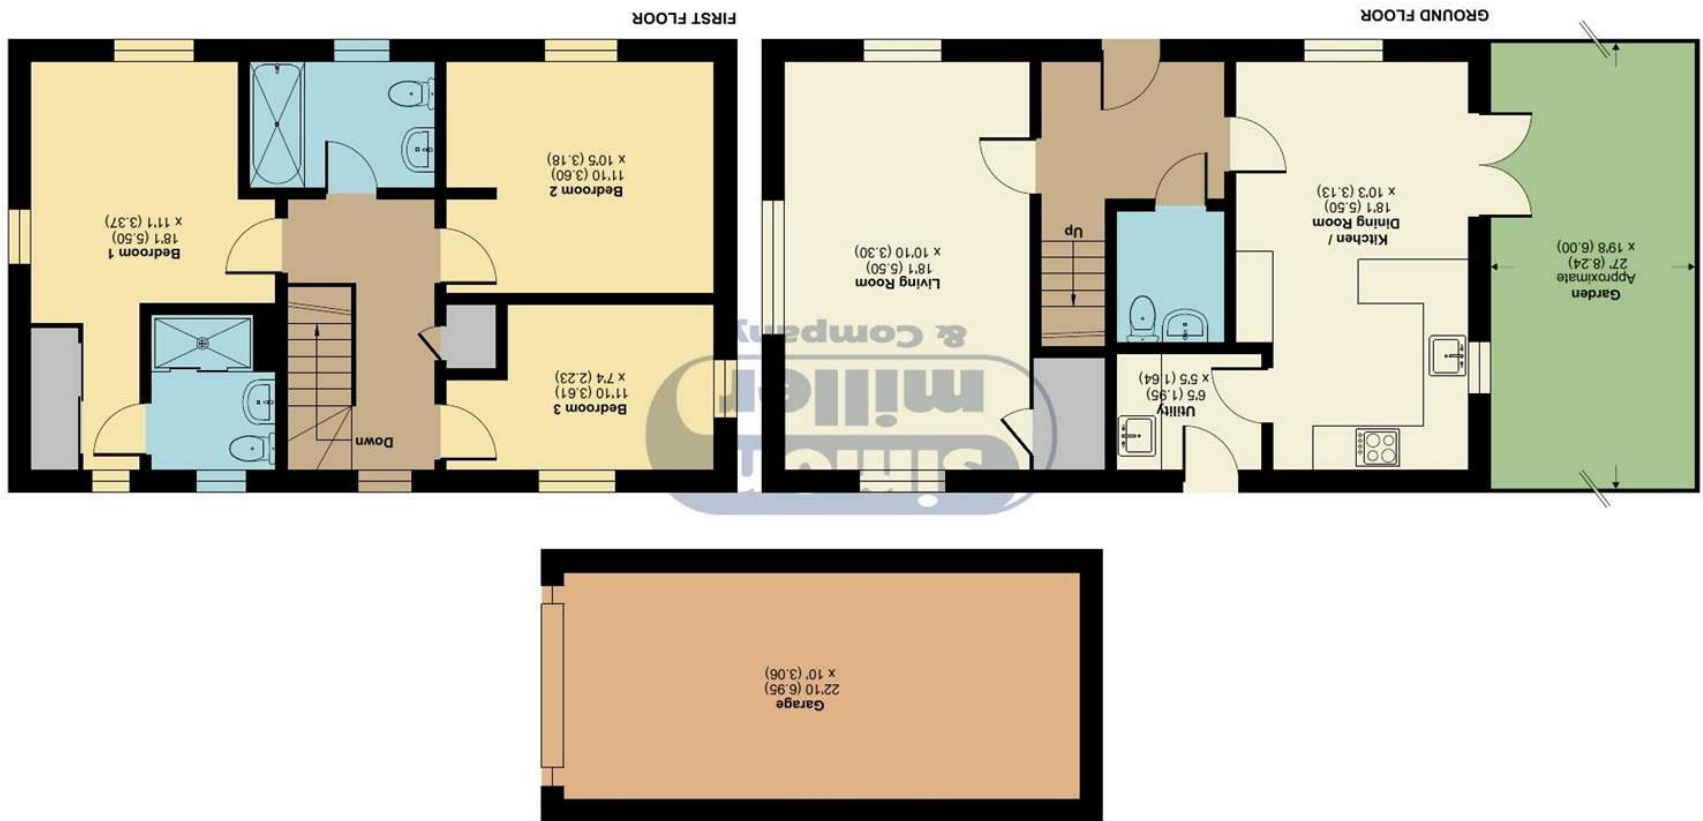 Garage
22'10 (6.95)
x 10' (3.06)
Garden
Approximate
27' (8.24)
x 19'8 (6.00)
Kitchen /
Dining Room
18'1 (5.50)
x 10'3 (3.13)
Utility
6'5 (1.95)
x 5'5 (1.64)
Up
Living Room
18'1 (5.50)
x 10'10 (3.30)
GROUND FLOOR
simon
miller
& Company
Down
Bedroom 3
11'10 (3.61)
x 7'4 (2.23)
Bedroom 2
11'10 (3.60)
x 10'5 (3.18)
Bedroom 1
18'1 (5.50)
x 11'1 (3.37)
FIRST FLOOR